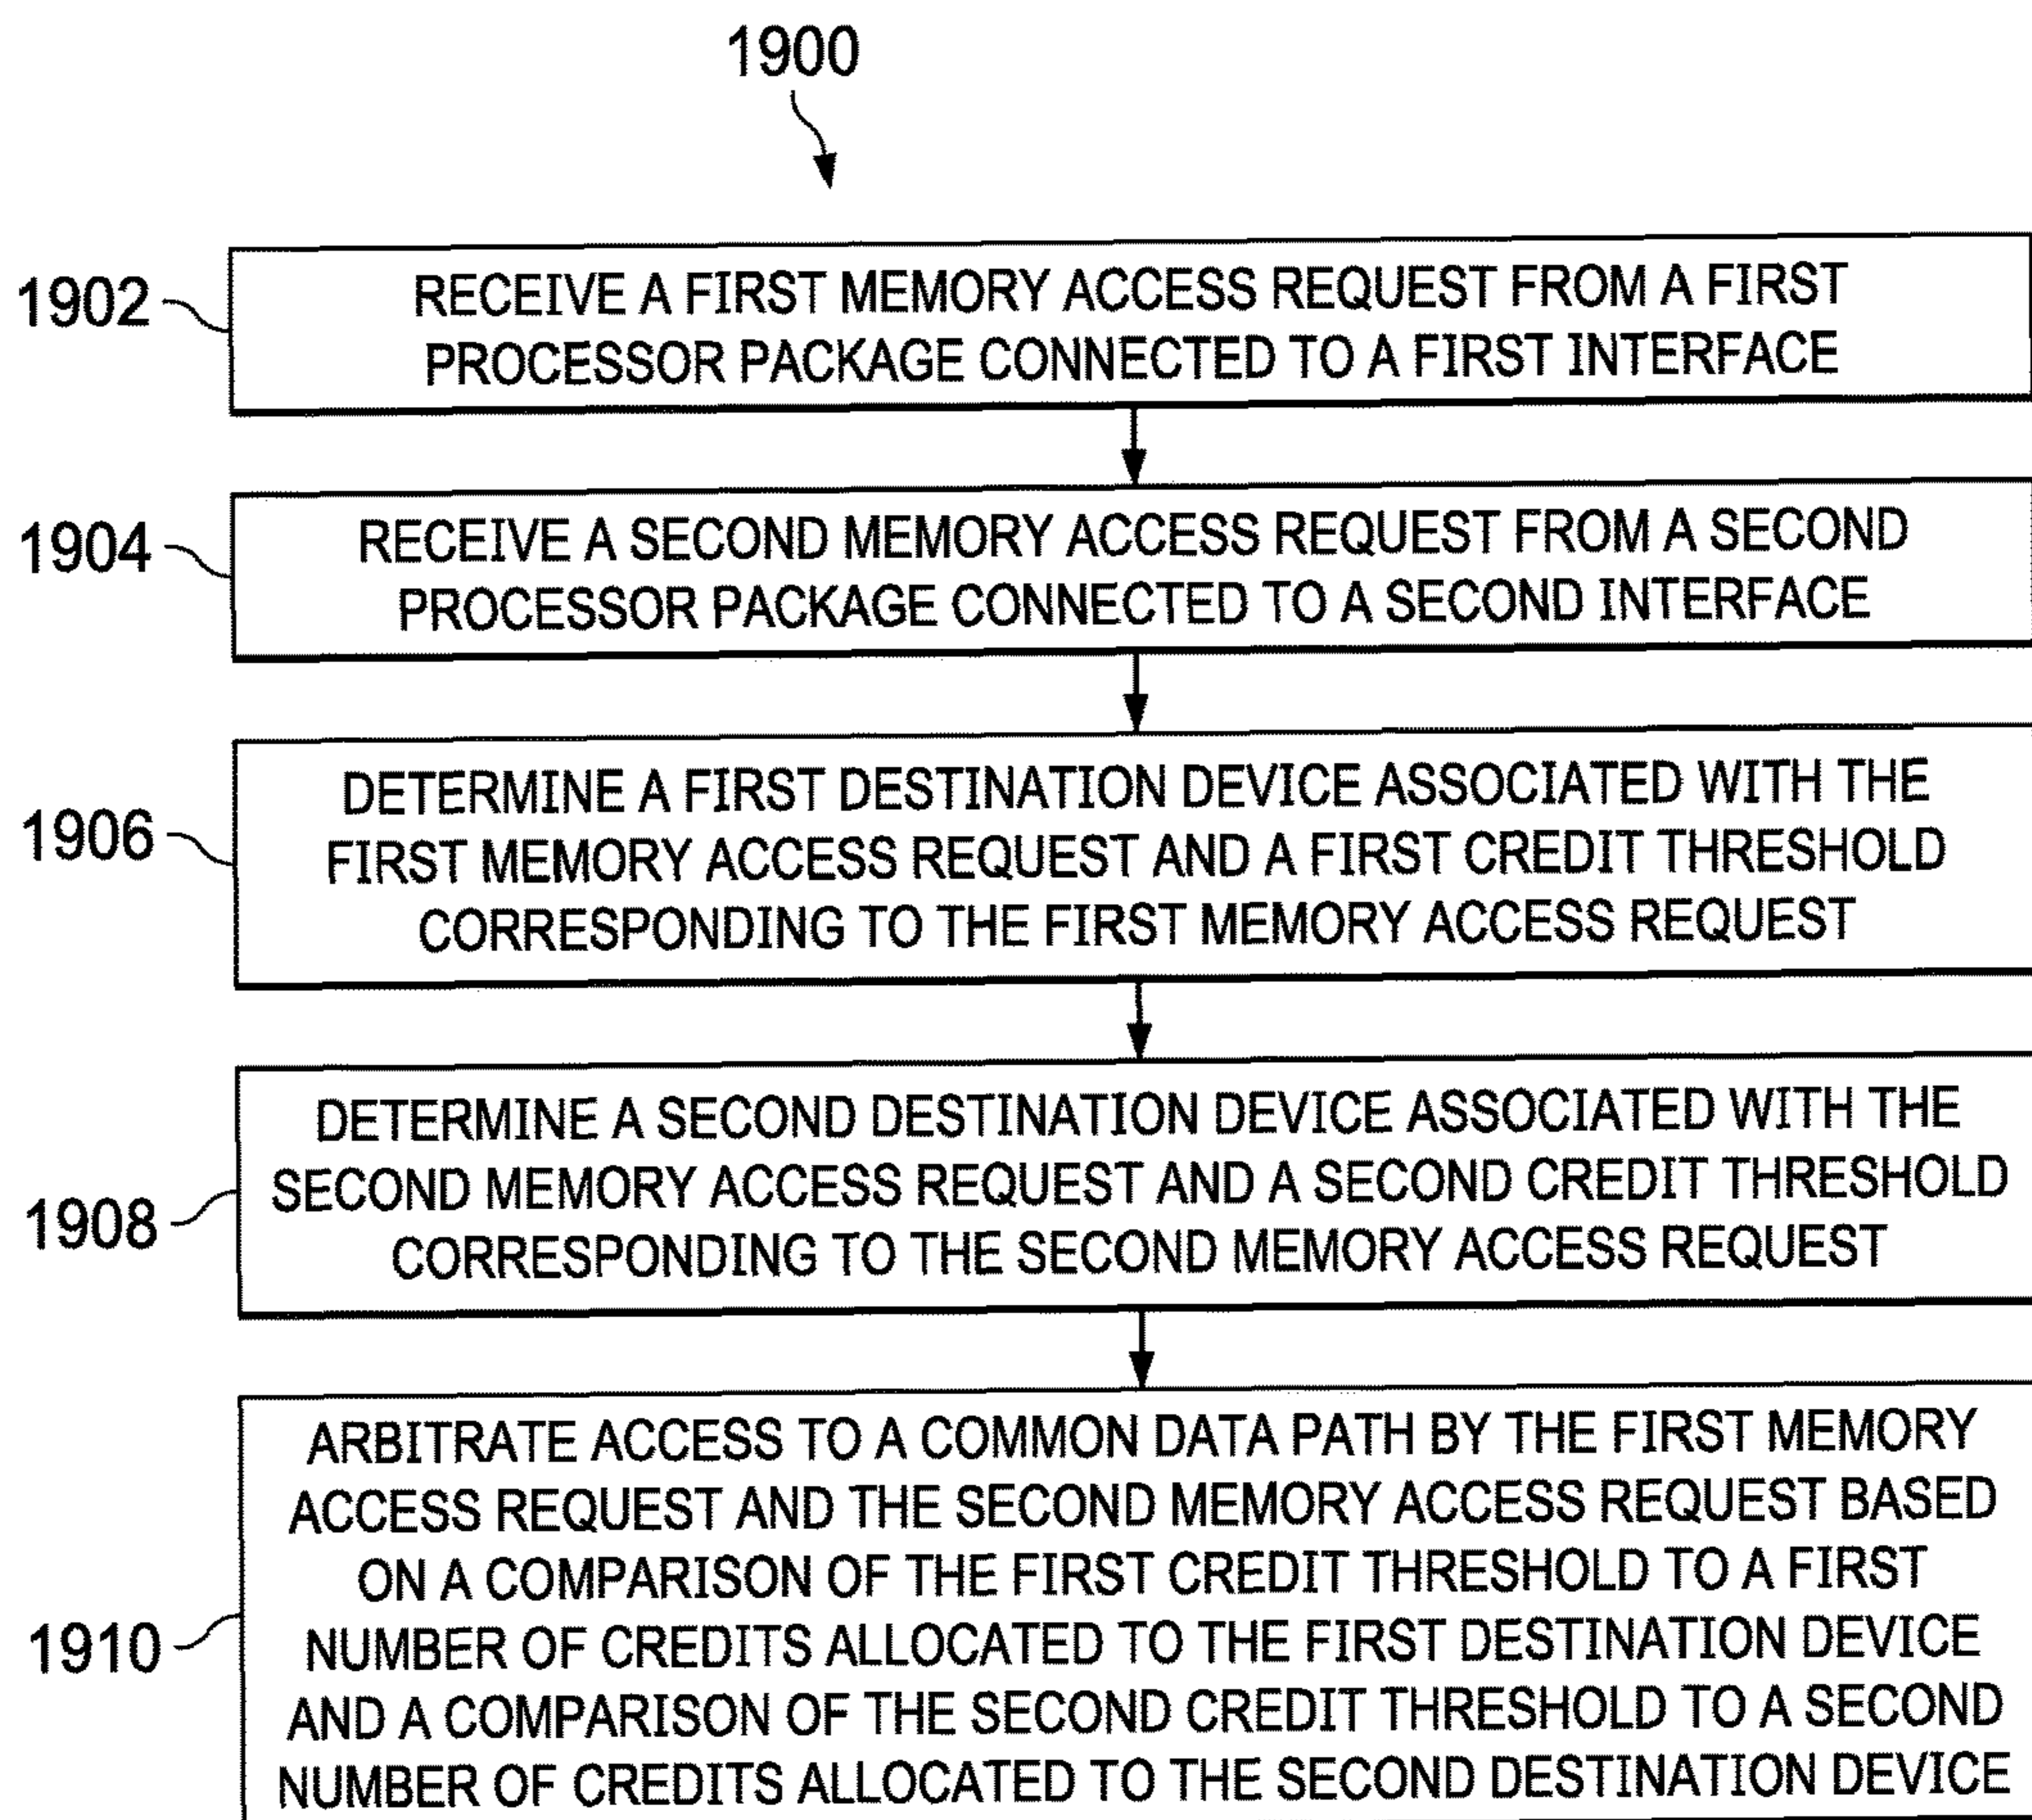 1900
1902
RECEIVE A FIRST MEMORY ACCESS REQUEST FROM A FIRST
PROCESSOR PACKAGE CONNECTED TO A FIRST INTERFACE
1904
RECEIVE A SECOND MEMORY ACCESS REQUEST FROM A SECOND
PROCESSOR PACKAGE CONNECTED TO A SECOND INTERFACE
1906
DETERMINE A FIRST DESTINATION DEVICE ASSOCIATED WITH THE
FIRST MEMORY ACCESS REQUEST AND A FIRST CREDIT THRESHOLD
CORRESPONDING TO THE FIRST MEMORY ACCESS REQUEST
1908
DETERMINE A SECOND DESTINATION DEVICE ASSOCIATED WITH THE
SECOND MEMORY ACCESS REQUEST AND A SECOND CREDIT THRESHOLD
CORRESPONDING TO THE SECOND MEMORY ACCESS REQUEST
1910
ARBITRATE ACCESS TO A COMMON DATA PATH BY THE FIRST MEMORY
ACCESS REQUEST AND THE SECOND MEMORY ACCESS REQUEST BASED
ON A COMPARISON OF THE FIRST CREDIT THRESHOLD TO A FIRST
NUMBER OF CREDITS ALLOCATED TO THE FIRST DESTINATION DEVICE
AND A COMPARISON OF THE SECOND CREDIT THRESHOLD TO A SECOND
NUMBER OF CREDITS ALLOCATED TO THE SECOND DESTINATION DEVICE